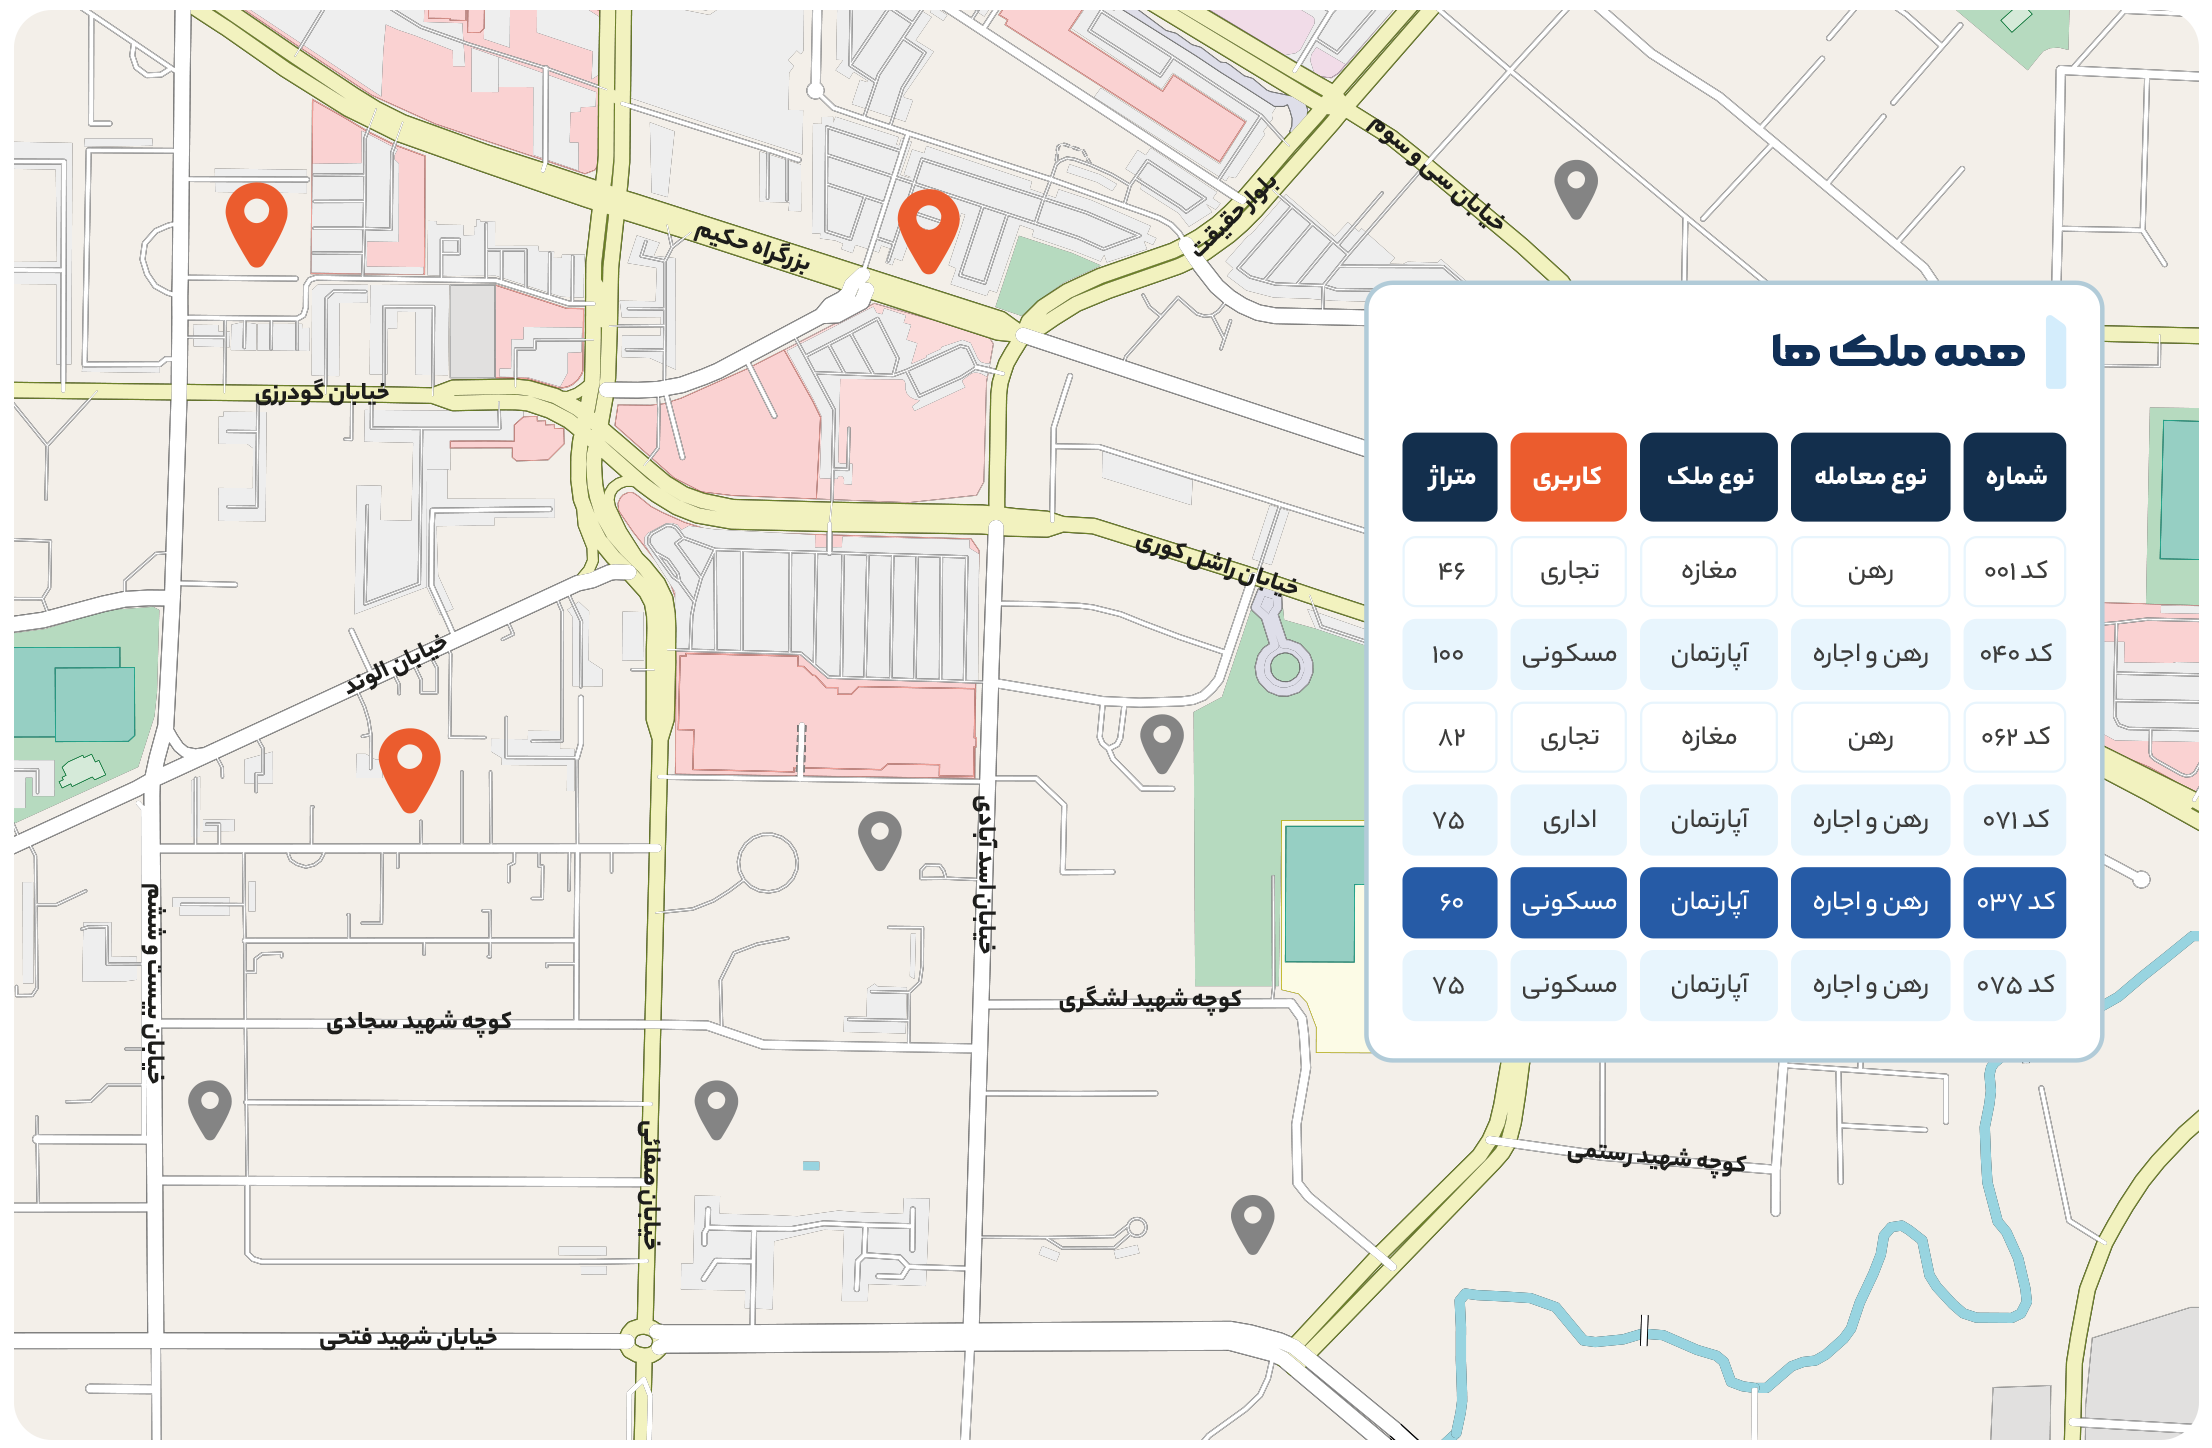 خیابان سی و سوم
بلوار حقیقت
بزرگراه حکیم
خیابان گودرزی
خیابان راشل کوری
خیابان الوند
خیابان اسد آبادی
خیابان بیست و ششم
کوچه شهید لشگری
کوچه شهید سجادی
خیابان صفائی
کوچه شهید رستمی
خیابان شهید فتحی
همه ملک ها
شماره نوع معامله نوع ملک کاربری متراژ
کد ۰۰۱ رهن مغازه تجاری ۴۶
کد ۰۴۰ رهن و اجاره آپارتمان مسکونی ۱۰۰
کد ۰۶۲ رهن مغازه تجاری ۸۲
کد ۰۷۱ رهن و اجاره آپارتمان اداری ۷۵
کد ۰۳۷ رهن و اجاره آپارتمان مسکونی ۶۰
کد ۰۷۵ رهن و اجاره آپارتمان مسکونی ۷۵